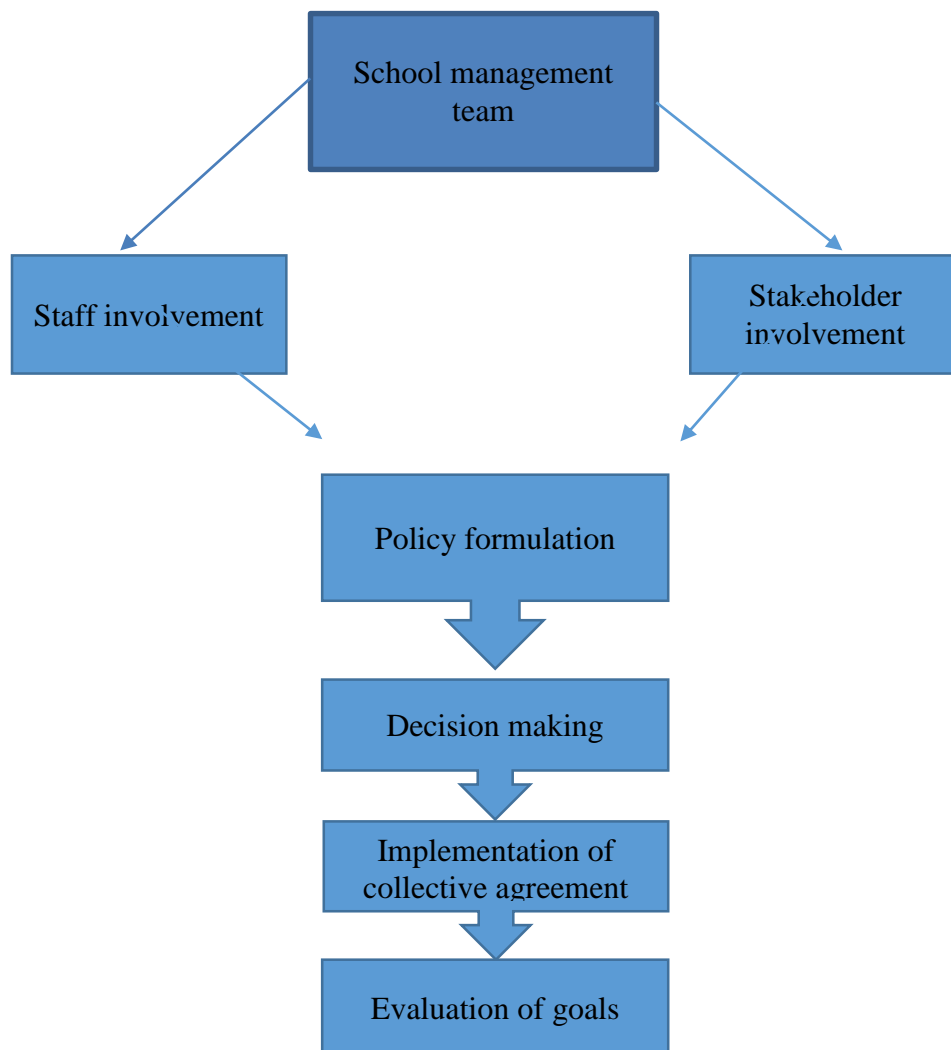 School management
team
Staff involvement
Stakeholder
involvement
Policy formulation
Decision making
Implementation of
collective agreement
Evaluation of goals